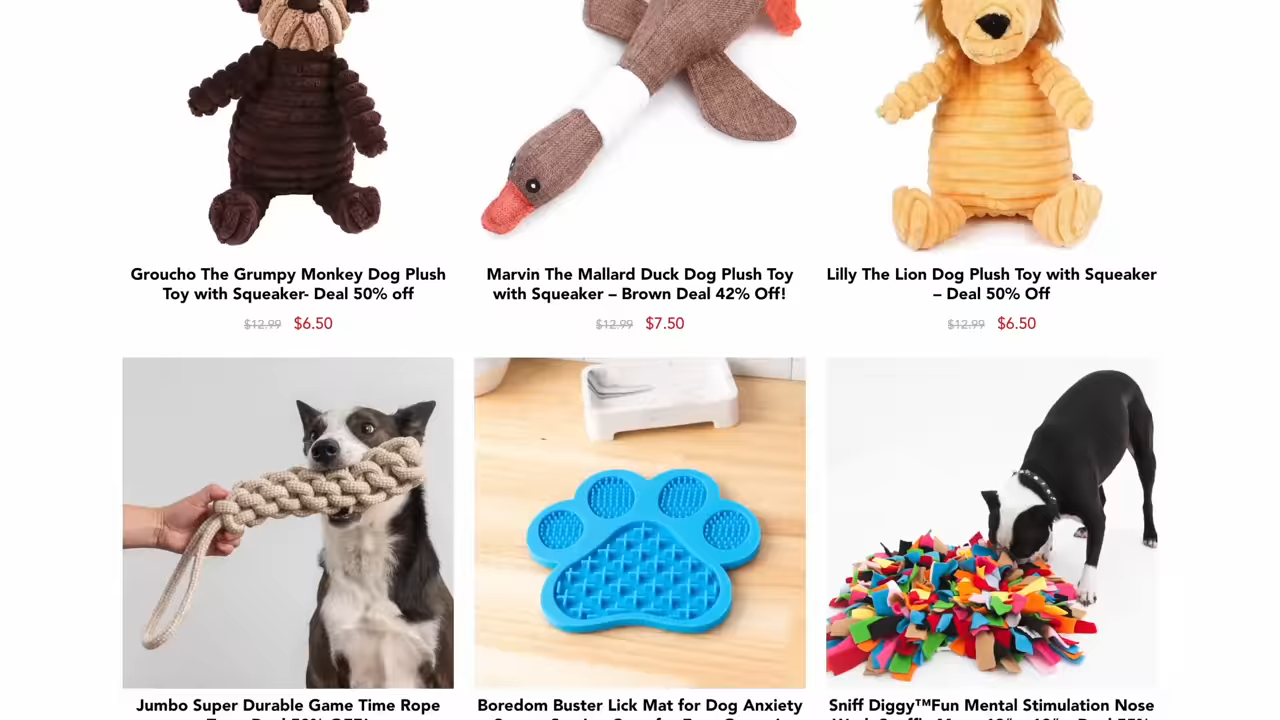 Groucho The Grumpy Monkey Dog Plush
Toy with Squeaker- Deal 50% off
$12.99 $6.50
Marvin The Mallard Duck Dog Plush Toy
with Squeaker – Brown Deal 42% Off!
$12.99 $7.50
Lilly The Lion Dog Plush Toy with Squeaker
– Deal 50% Off
$12.99 $6.50
Jumbo Super Durable Game Time Rope
Boredom Buster Lick Mat for Dog Anxiety
Sniff Diggy™Fun Mental Stimulation Nose